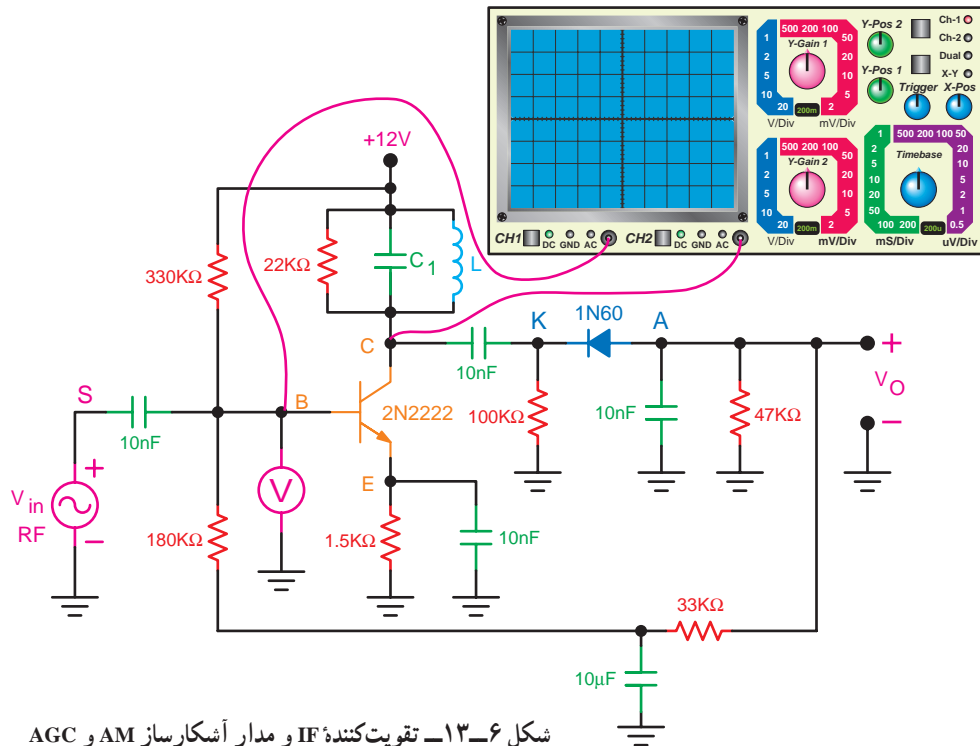 500 200 100
1
2
5
10
20
50
20
10
5
2
Y-Gain 1
200m
V/Div
mV/Div
Y-Pos 2
Y-Pos 1
Ch-1
Ch-2
Dual
X-Y
Trigger
X-Pos
500 200 100
1
2
5
10
20
50
20
10
5
2
Y-Gain 2
200m
V/Div
mV/Div
500 200 100 50
1
2
5
10
20
50
100 200
20
10
5
2
1
0.5
Timebase
200u
mS/Div
uV/Div
CH1
DC
GND
AC
CH2
DC
GND
AC
+12V
330KΩ
22KΩ
C1
L
C
10nF
K
1N60
A
+
VO
−
S
10nF
B
2N2222
100KΩ
10nF
47KΩ
Vin
RF
+
−
V
E
180KΩ
1.5KΩ
10nF
33KΩ
10µF
شکل ۶ــ۱۳ــ تقویت‌کنندۀ IF و مدار آشکارساز AM و AGC